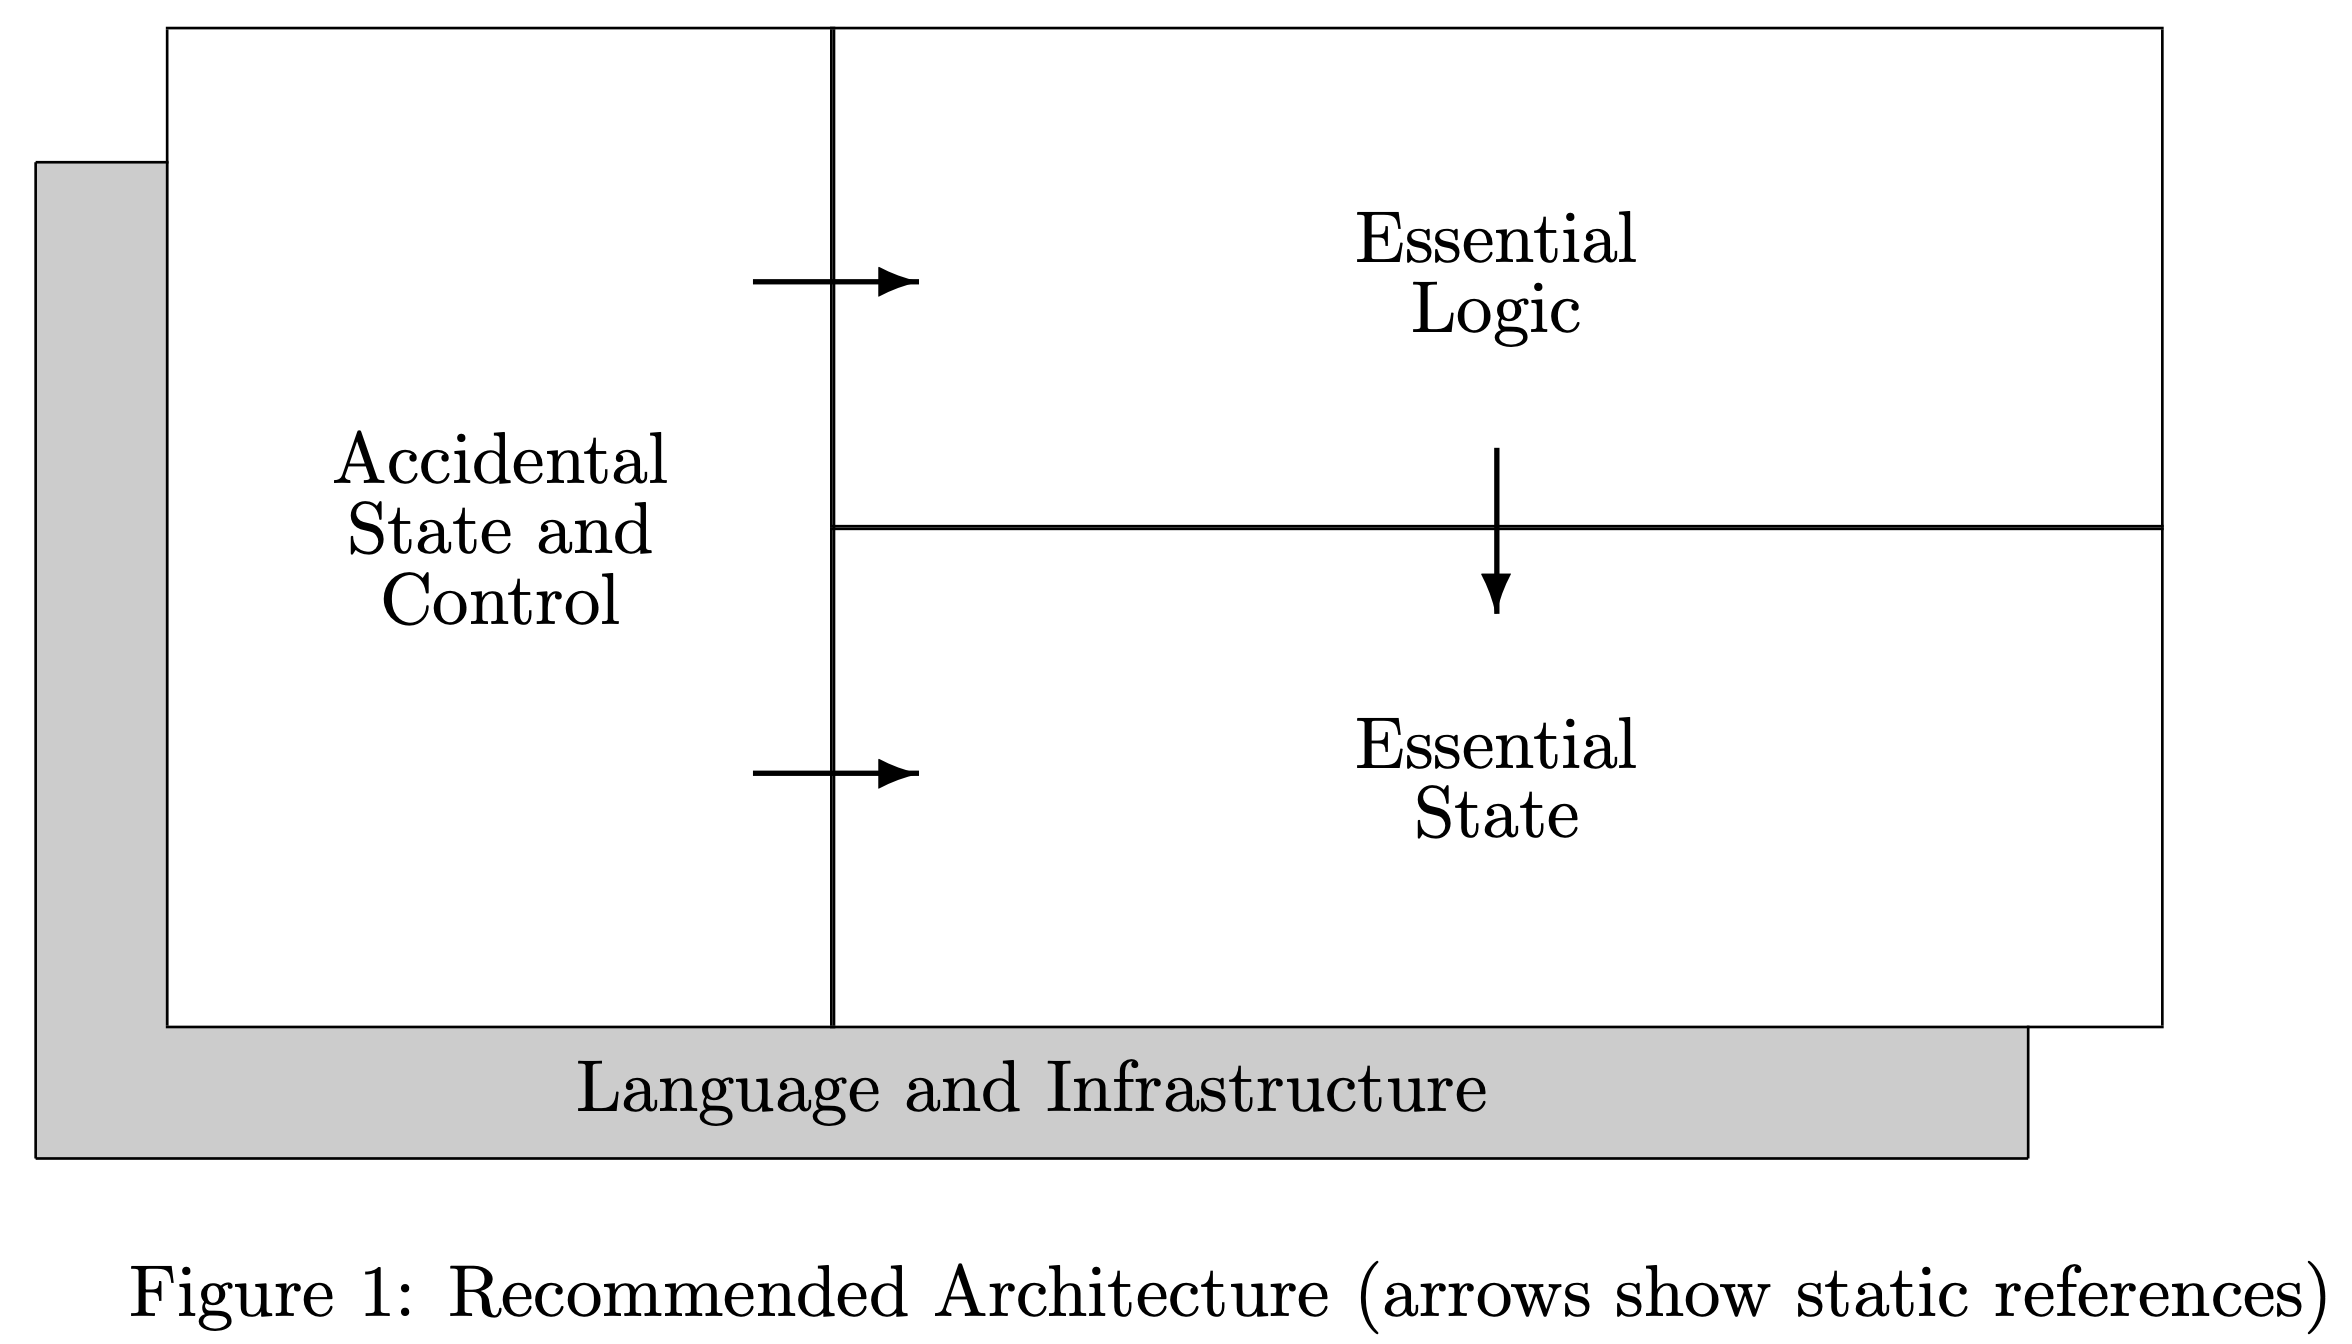 Essential
Logic
Accidental
State and
Control
Essential
State
Language and Infrastructure
Figure 1: Recommended Architecture (arrows show static references)